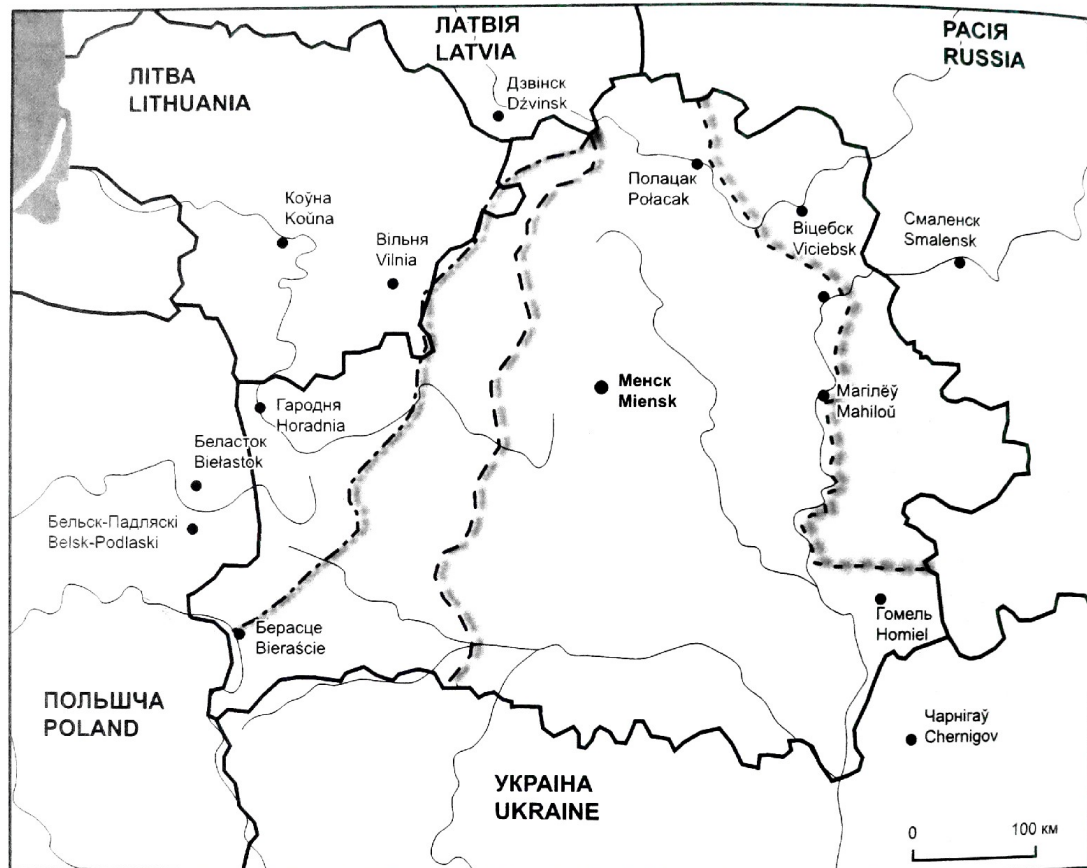 ЛАТВІЯ
LATVIA
РАСІЯ
RUSSIA
ЛІТВА
LITHUANIA
Дзвінск
Dźvinsk
Полацак
Połacak
Коўна
Koŭna
Віцебск
Viciebsk
Смаленск
Smalensk
Вільня
Vilnia
Менск
Miensk
Магілёў
Mahiloŭ
Гародня
Horadnia
Беласток
Biełastok
Бельск-Падляскі
Belsk-Podlaski
Гомель
Homiel
Берасце
Bieraście
ПОЛЬШЧА
POLAND
Чарнігаў
Chernigov
УКРАІНА
UKRAINE
0 100 км